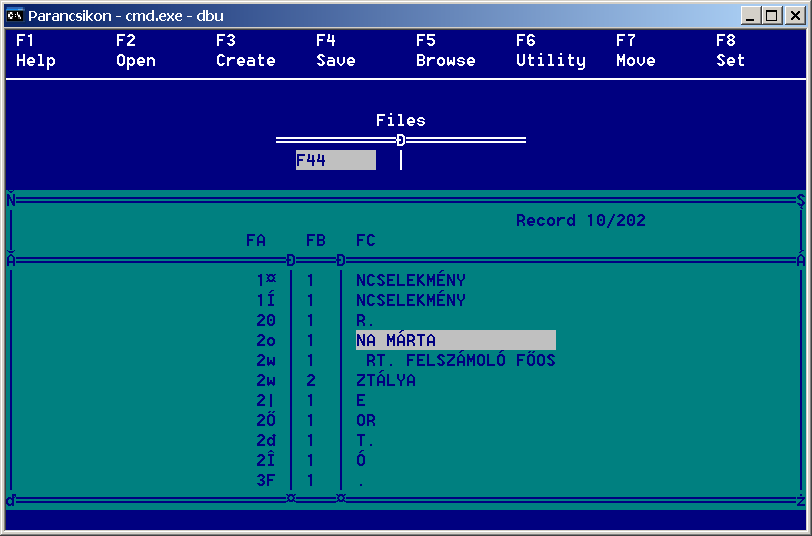 Parancsikon - cmd.exe - dbu
F1 F2 F3 F4 F5 F6 F7 F8
Help Open Create Save Browse Utility Move Set
Files
Đ
F44
Ň Ş
Record 10/202
FA FB FC
Ă Đ Đ Á
1¤ 1 NCSELEKMÉNY
1Í 1 NCSELEKMÉNY
20 1 R.
2o 1 NA MÁRTA
2w 1 RT. FELSZÁMOLÓ FŐOS
2w 2 ZTÁLYA
2| 1 E
2Ő 1 OR
2d 1 T.
2Î 1 Ó
3F 1 .
đ ¤ ¤ ż